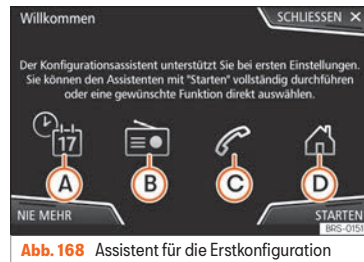 Willkommen
SCHLIESSEN ×
Der Konfigurationsassistent unterstützt Sie bei ersten Einstellungen.
Sie können den Assistenten mit "Starten" vollständig durchführen
oder eine gewünschte Funktion direkt auswählen.
17
A B C D
NIE MEHR
STARTEN
BRS-0151
Abb. 168 Assistent für die Erstkonfiguration